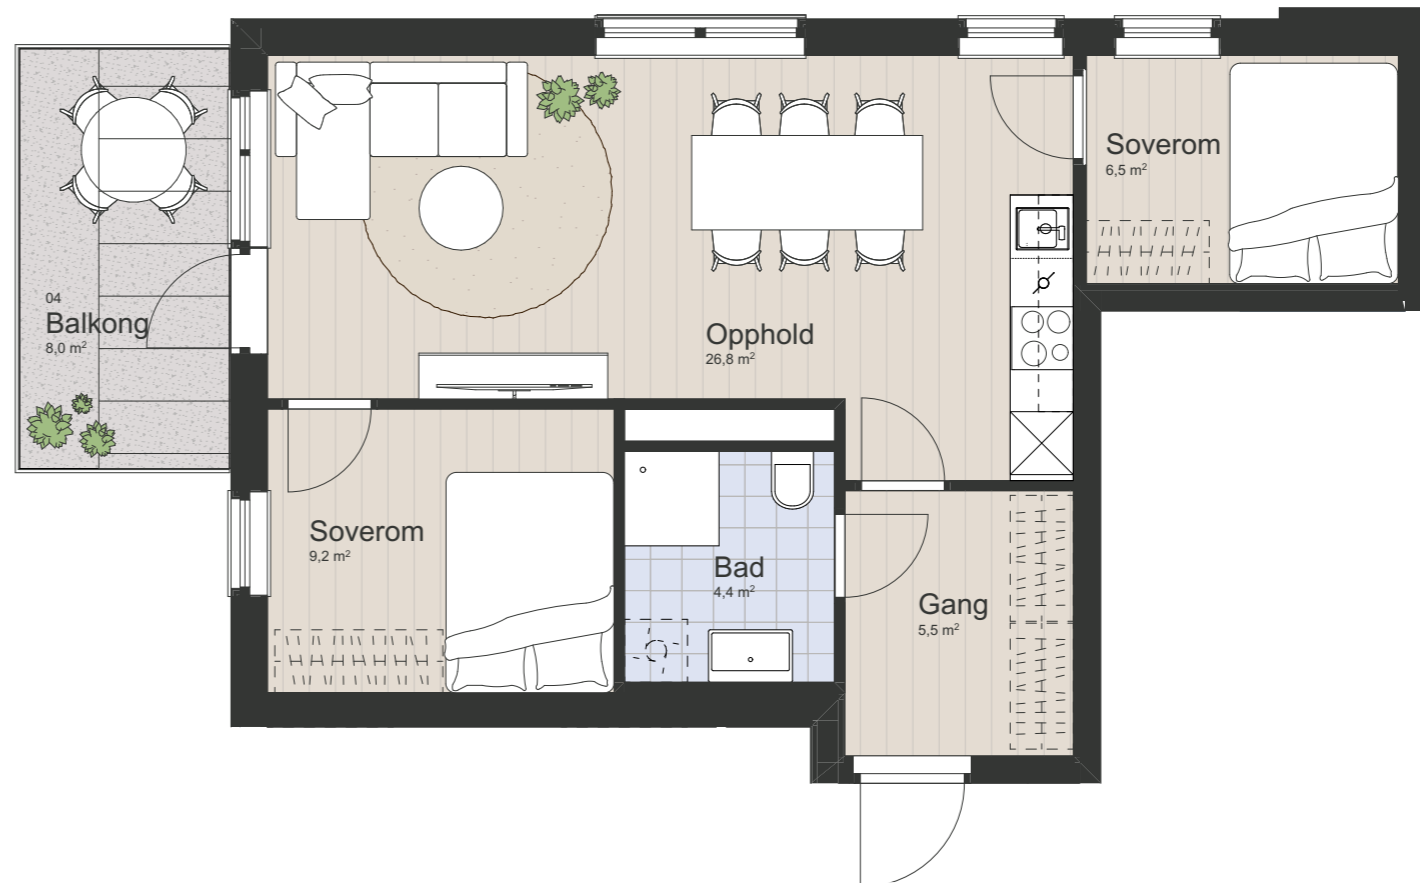 Soverom
6,5 m²
04
Balkong
8,0 m²
Opphold
26,8 m²
Soverom
9,2 m²
Bad
4,4 m²
Gang
5,5 m²